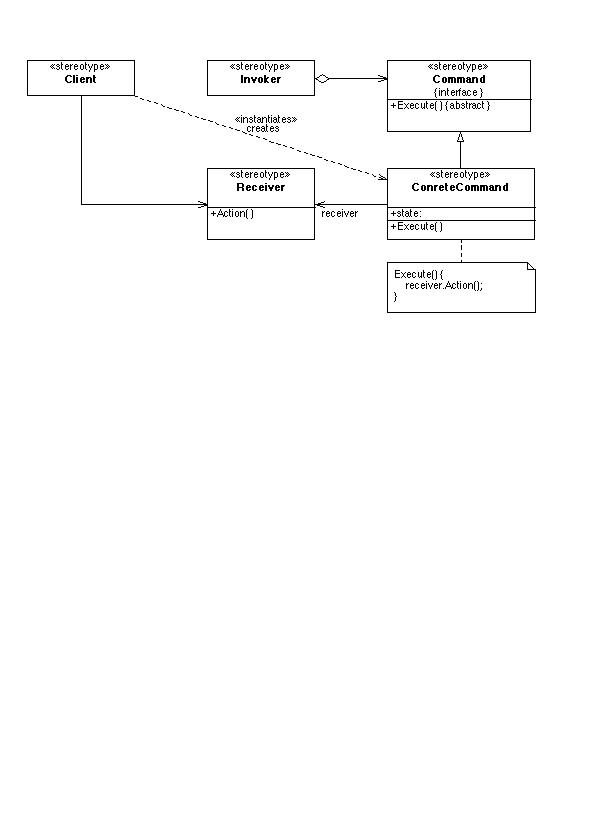 «stereotype»
Client
«stereotype»
Invoker
«stereotype»
Command
{interface }
+Execute( ) {abstract }
«instantiates»
creates
«stereotype»
Receiver
+Action( )
receiver
«stereotype»
ConreteCommand
+state:
+Execute( )
Execute() {
receiver.Action();
}